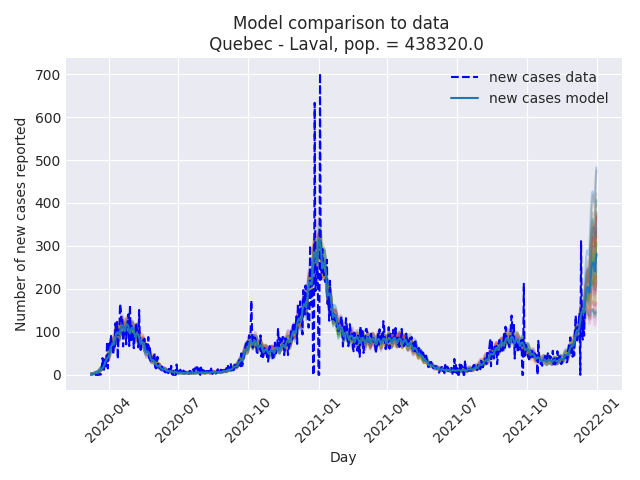 Model comparison to data
Quebec - Laval, pop. = 438320.0
new cases data
new cases model
Number of new cases reported
700
600
500
400
300
200
100
0
2020-04
2020-07
2020-10
2021-01
2021-04
2021-07
2021-10
2022-01
Day